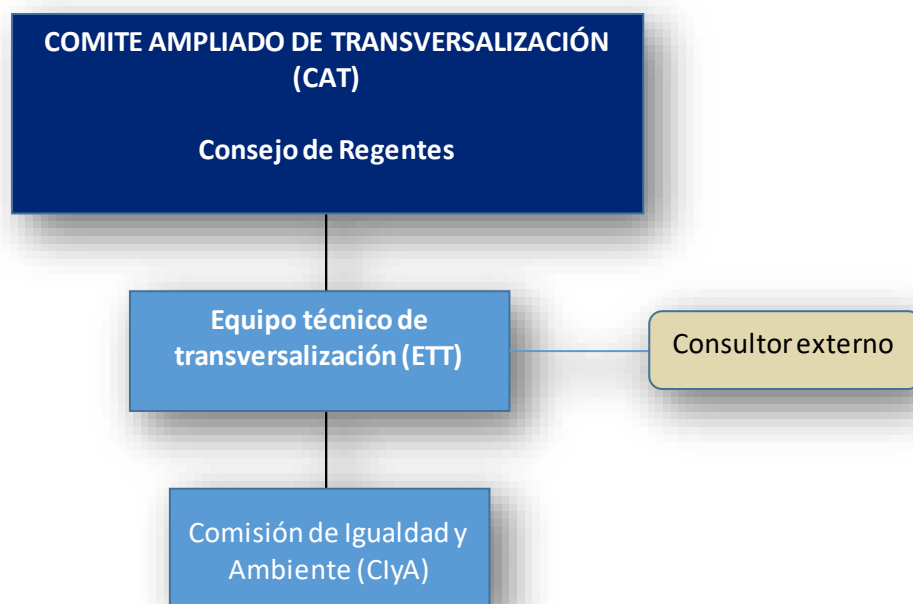 COMITE AMPLIADO DE TRANSVERSALIZACIÓN
(CAT)
Consejo de Regentes
Equipo técnico de
transversalización (ETT)
Consultor externo
Comisión de Igualdad y
Ambiente (CIyA)